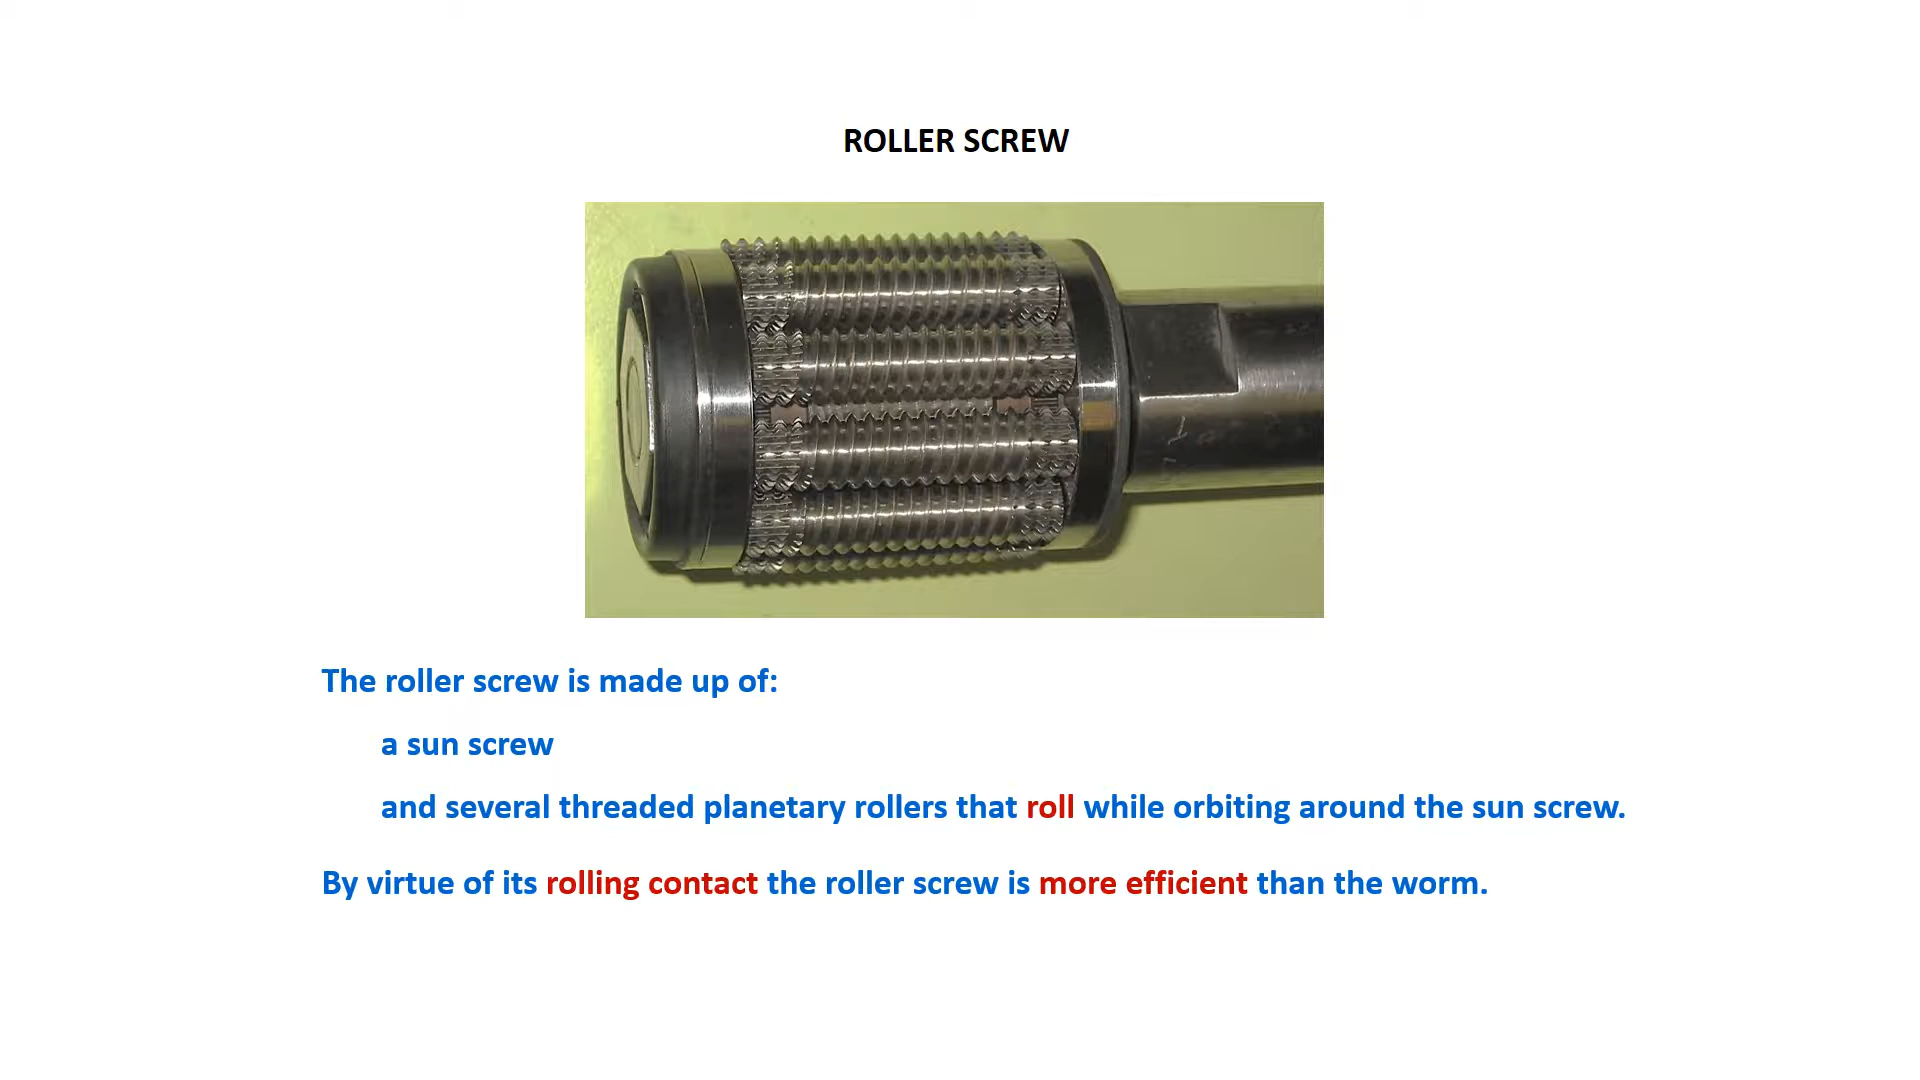 ROLLER SCREW
The roller screw is made up of:
a sun screw
and several threaded planetary rollers that roll while orbiting around the sun screw.
By virtue of its rolling contact the roller screw is more efficient than the worm.